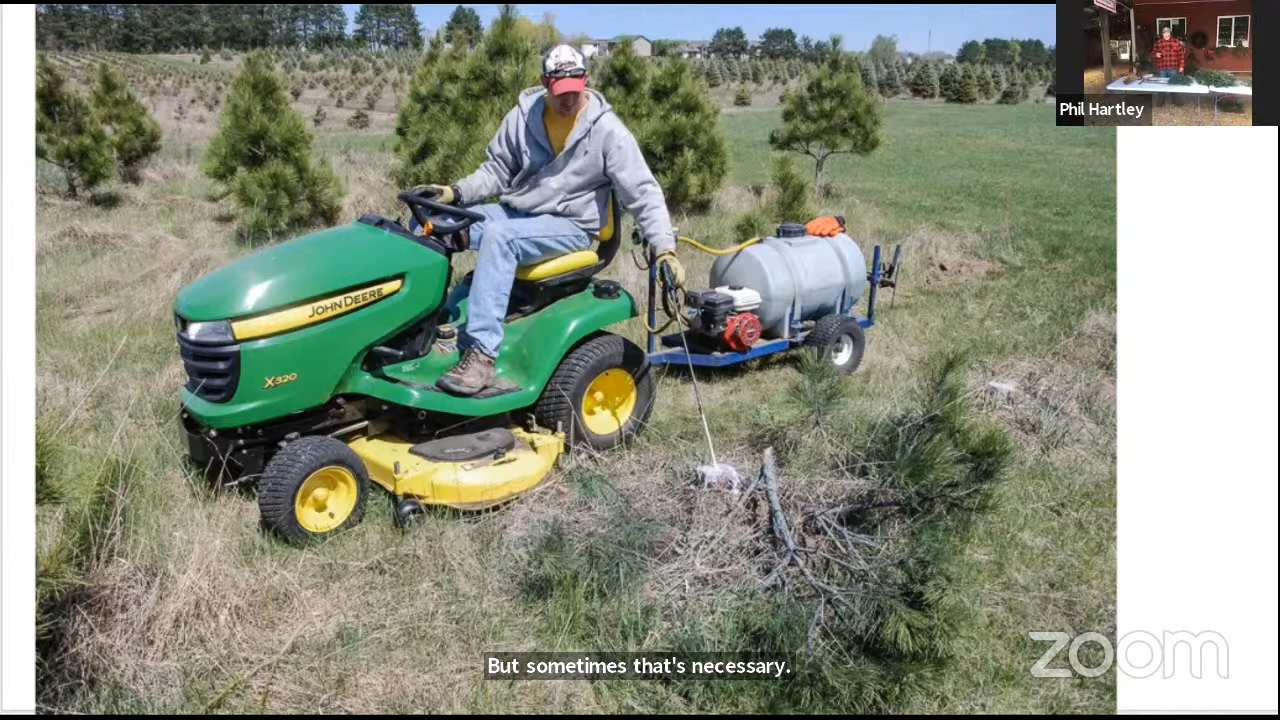 Phil Hartley
JOHN DEERE
X320
But sometimes that's necessary.
zoom